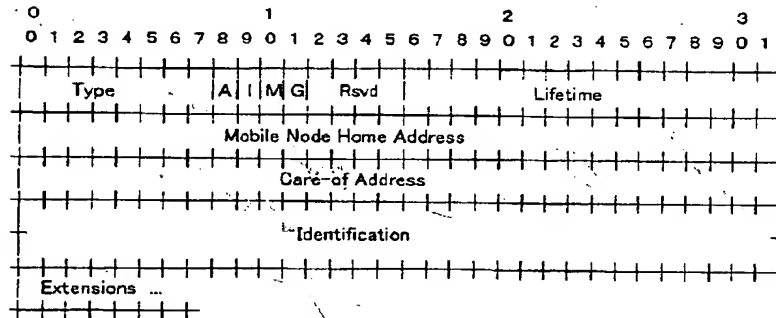 0 1 2 3
0 1 2 3 4 5 6 7 8 9 0 1 2 3 4 5 6 7 8 9 0 1 2 3 4 5 6 7 8 9 0 1
Type A I M G Rsvd Lifetime
Mobile Node Home Address
Care-of Address
Identification
Extensions ...